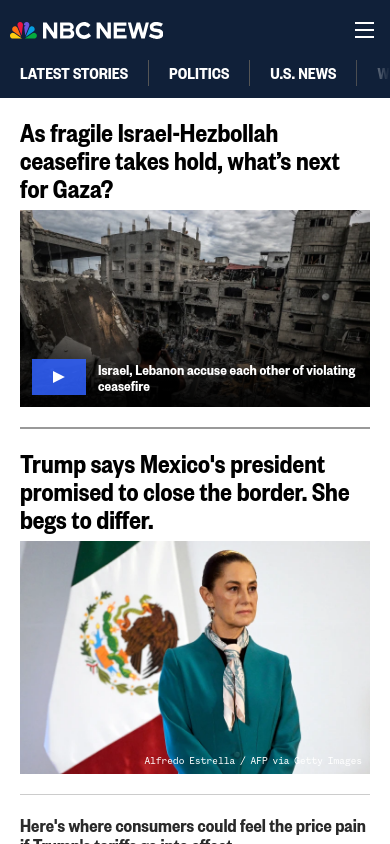 NBC NEWS
LATEST STORIES
POLITICS
U.S. NEWS
As fragile Israel-Hezbollah
ceasefire takes hold, what’s next
for Gaza?
Israel, Lebanon accuse each other of violating
ceasefire
Trump says Mexico's president
promised to close the border. She
begs to differ.
Alfredo Estrella / AFP via Getty Images
Here's where consumers could feel the price pain
if Trump's tariffs go into effect